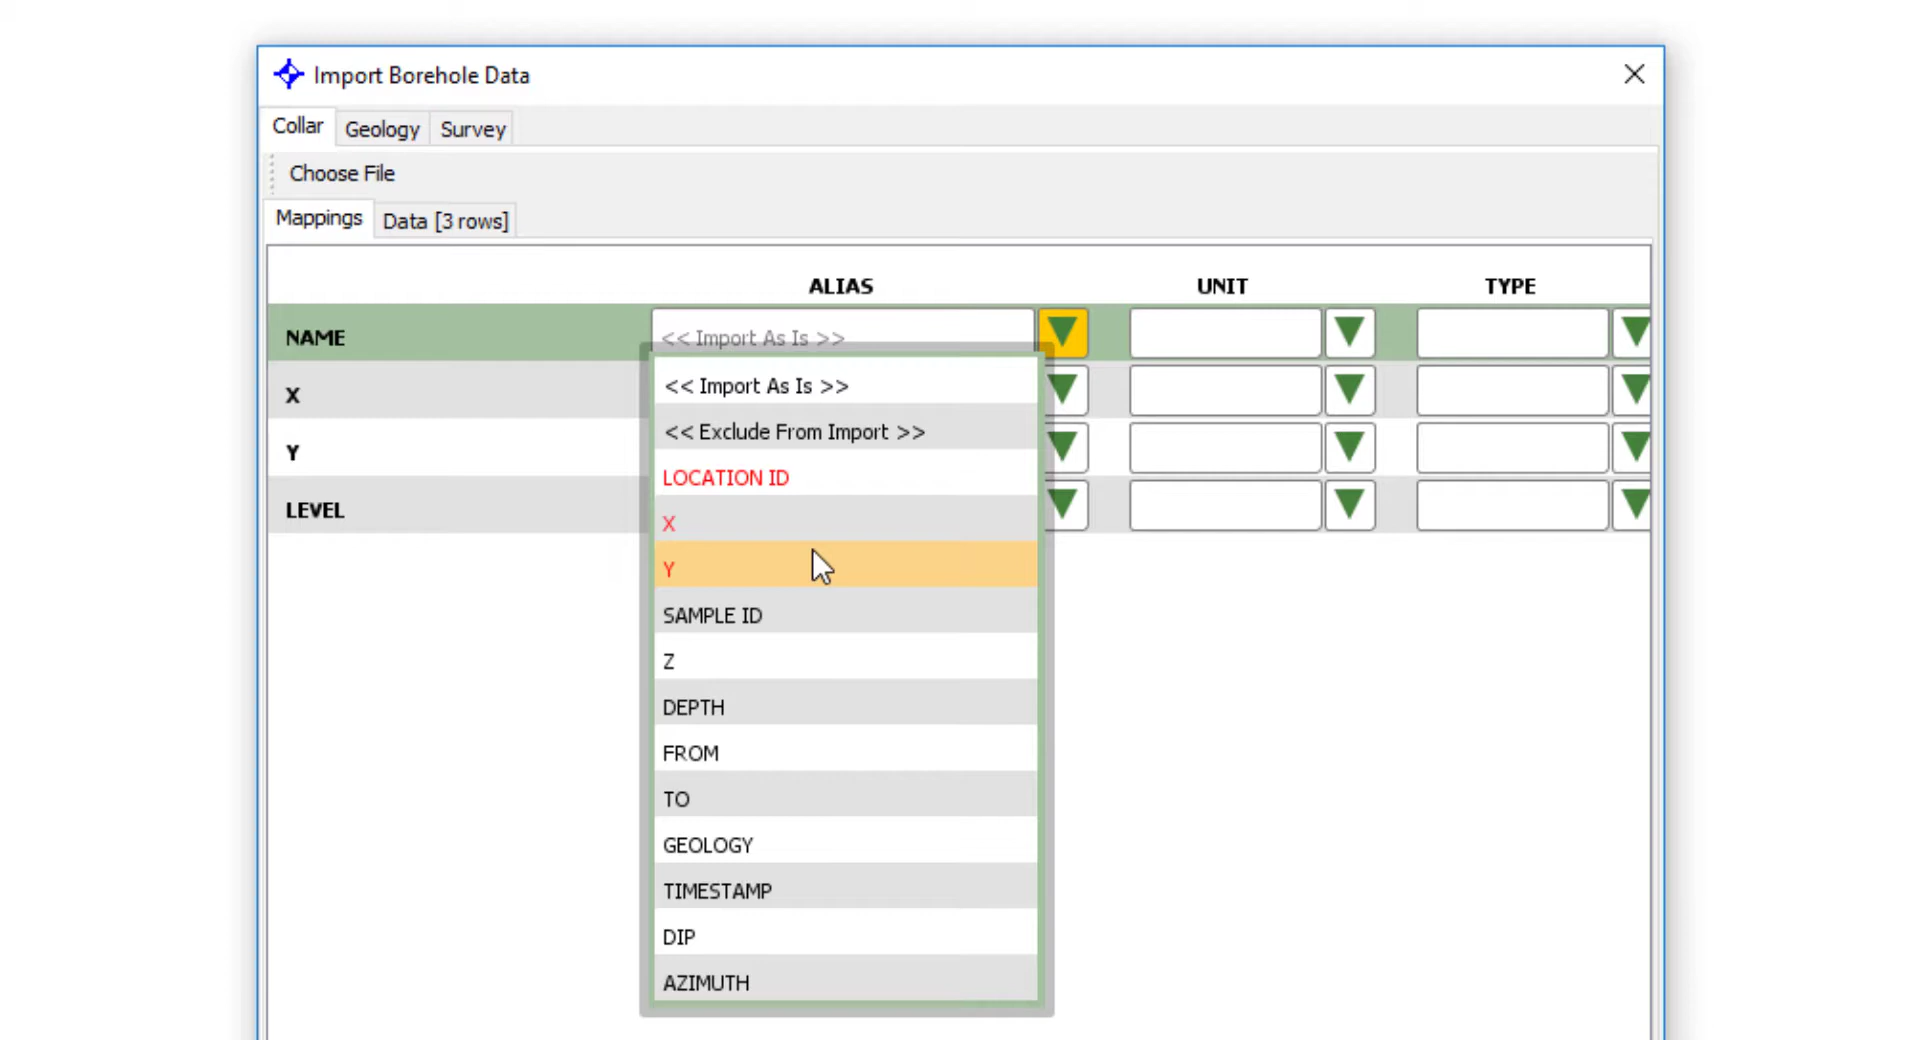 Import Borehole Data
Collar Geology Survey
Choose File
Mappings Data [3 rows]
ALIAS UNIT TYPE
NAME << Import As Is >>
X
Y
LEVEL
<< Import As Is >>
<< Exclude From Import >>
LOCATION ID
X
Y
SAMPLE ID
Z
DEPTH
FROM
TO
GEOLOGY
TIMESTAMP
DIP
AZIMUTH